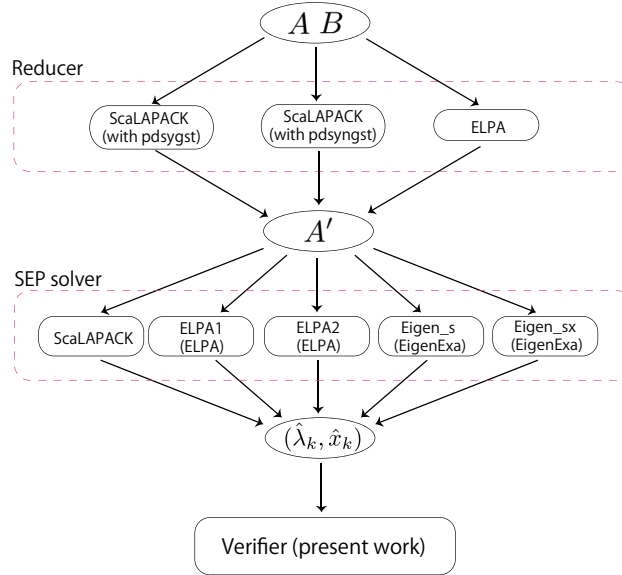 A B
Reducer
ScaLAPACK
(with pdsygst)
ScaLAPACK
(with pdsyngst)
ELPA
A′
SEP solver
ScaLAPACK
ELPA1
(ELPA)
ELPA2
(ELPA)
Eigen_s
(EigenExa)
Eigen_sx
(EigenExa)
(λ̂ₖ, x̂ₖ)
Verifier (present work)